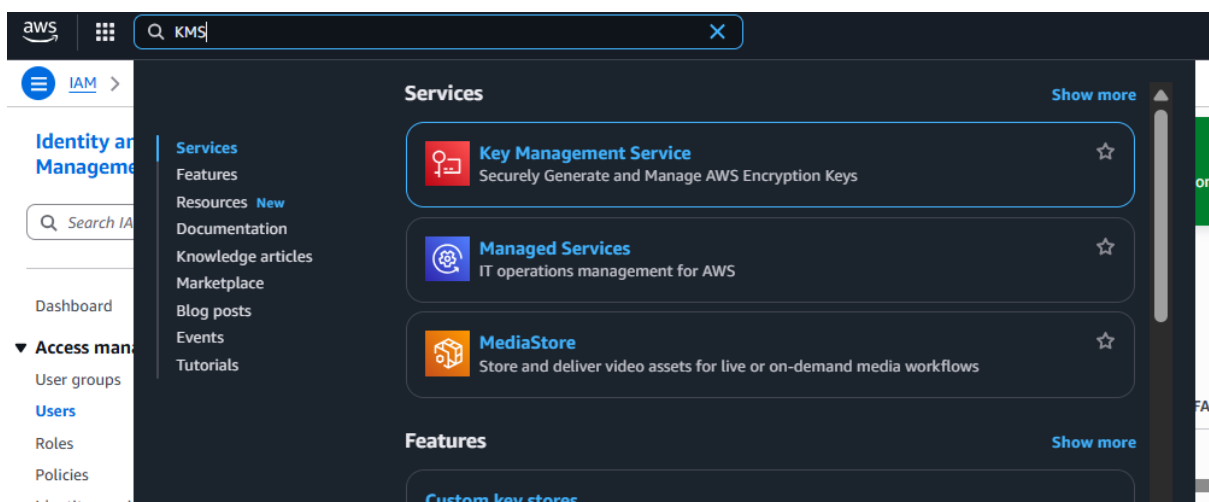 aws
KMS
IAM
Identity an
Manageme
Search IA
Dashboard
Access mana
User groups
Users
Roles
Policies
Services
Features
Resources New
Documentation
Knowledge articles
Marketplace
Blog posts
Events
Tutorials
Services
Show more
Key Management Service
Securely Generate and Manage AWS Encryption Keys
Managed Services
IT operations management for AWS
MediaStore
Store and deliver video assets for live or on-demand media workflows
Features
Show more
Custom key stores
or
FA